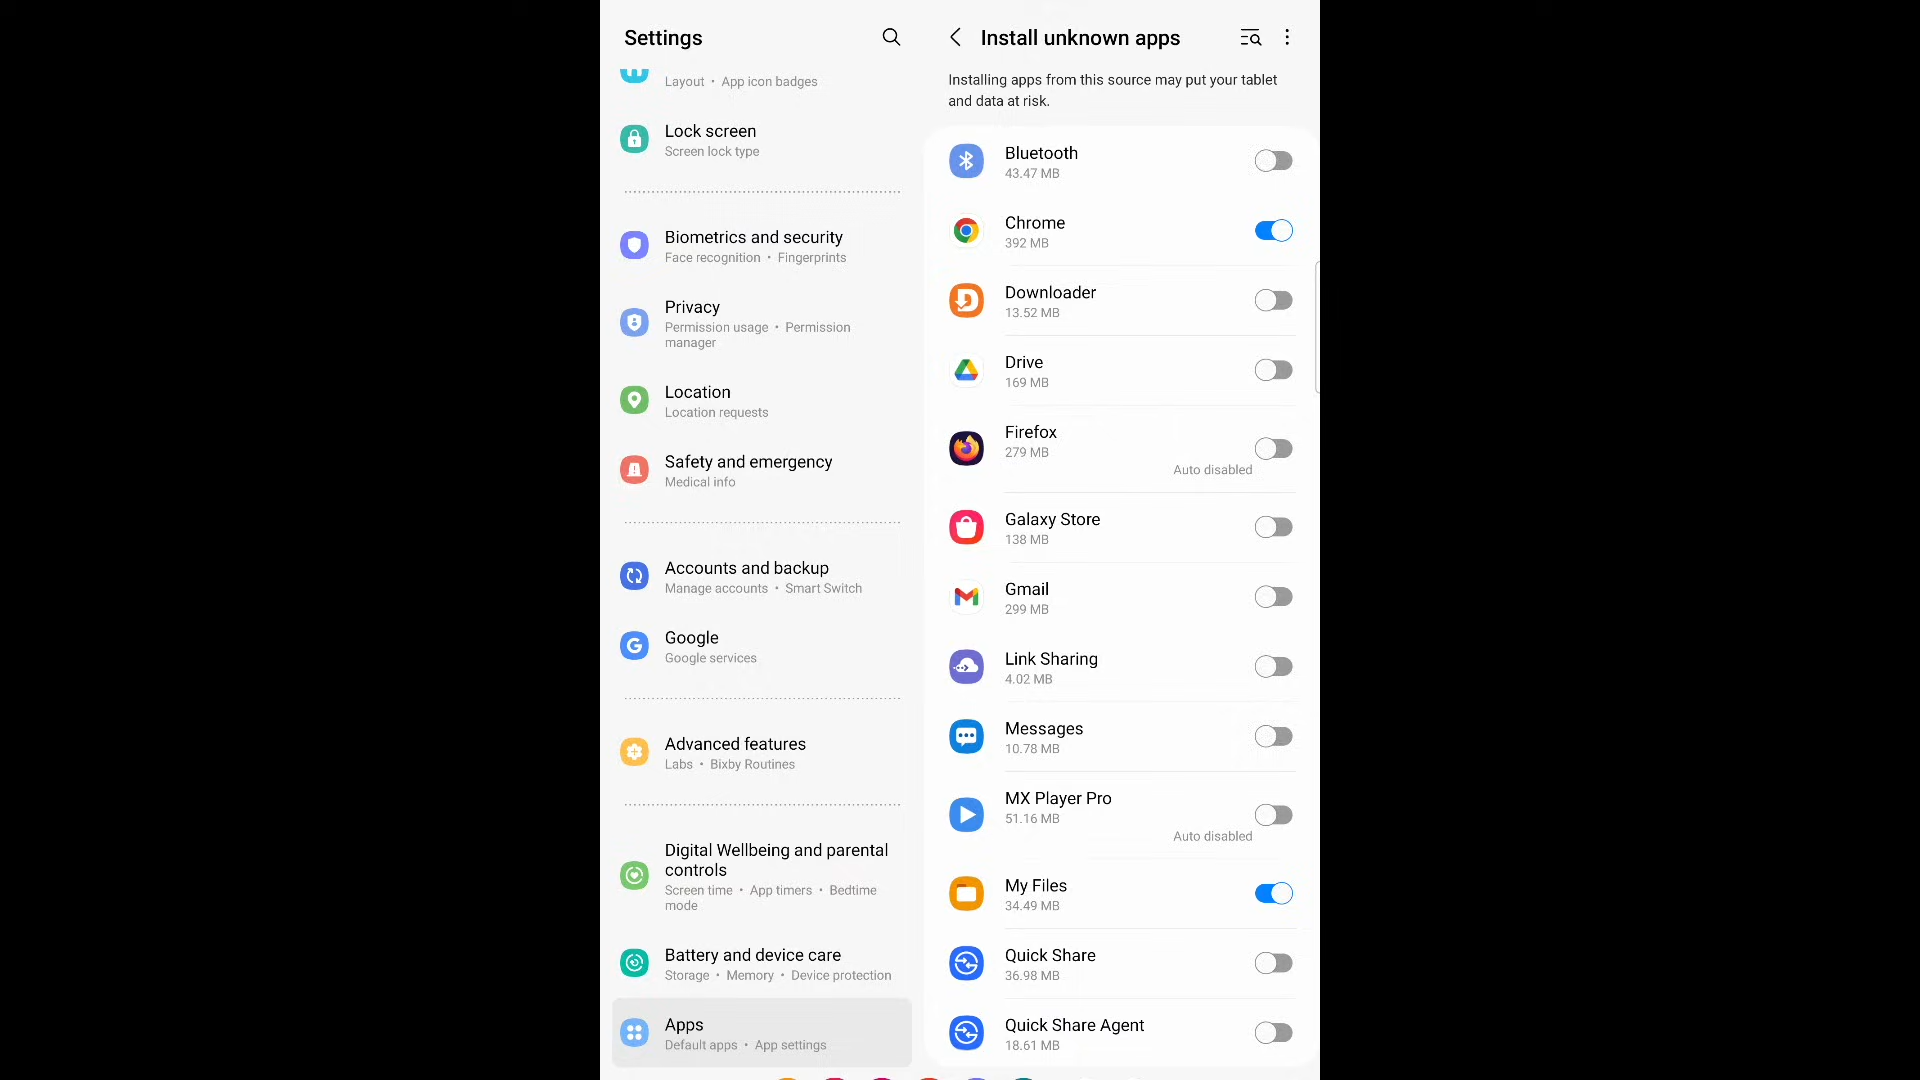 Settings
Layout • App icon badges
Lock screen
Screen lock type
Biometrics and security
Face recognition • Fingerprints
Privacy
Permission usage • Permission
manager
Location
Location requests
Safety and emergency
Medical info
Accounts and backup
Manage accounts • Smart Switch
Google
Google services
Advanced features
Labs • Bixby Routines
Digital Wellbeing and parental
controls
Screen time • App timers • Bedtime
mode
Battery and device care
Storage • Memory • Device protection
Apps
Default apps • App settings
Install unknown apps
Installing apps from this source may put your tablet
and data at risk.
Bluetooth
43.47 MB
Chrome
392 MB
Downloader
13.52 MB
Drive
169 MB
Firefox
279 MB
Auto disabled
Galaxy Store
138 MB
Gmail
299 MB
Link Sharing
4.02 MB
Messages
10.78 MB
MX Player Pro
51.16 MB
Auto disabled
My Files
34.49 MB
Quick Share
36.98 MB
Quick Share Agent
18.61 MB